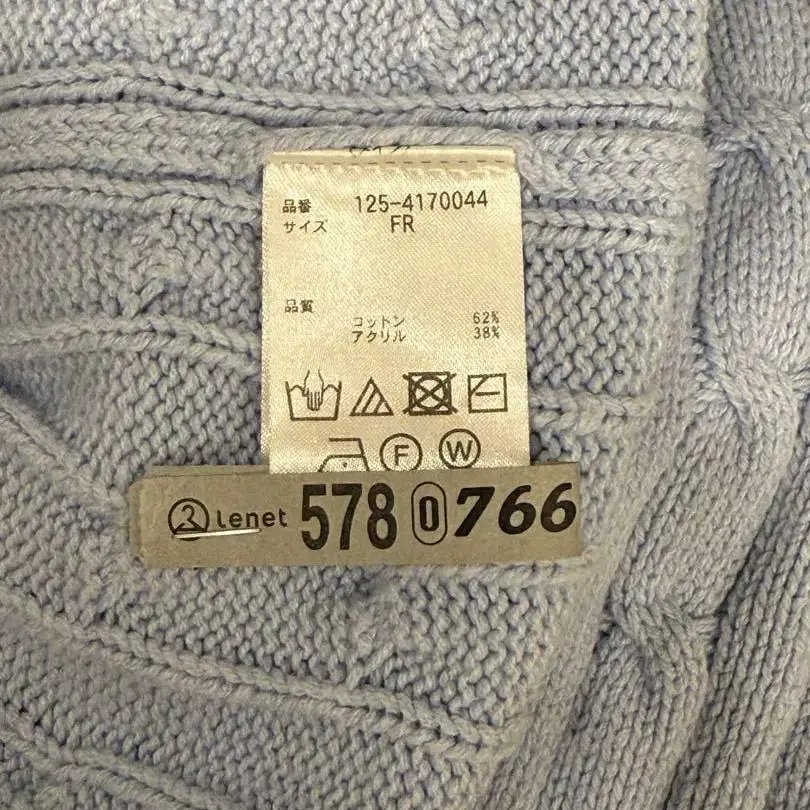 品番 125-4170044
サイズ FR
品質
コットン 62%
アクリル 38%
F W
Lenet 578 0 766